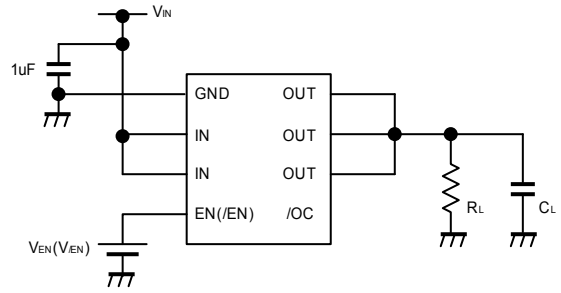 VIN
1uF
GND OUT
IN OUT
IN OUT
EN(/EN) /OC
VEN(V/EN)
RL
CL